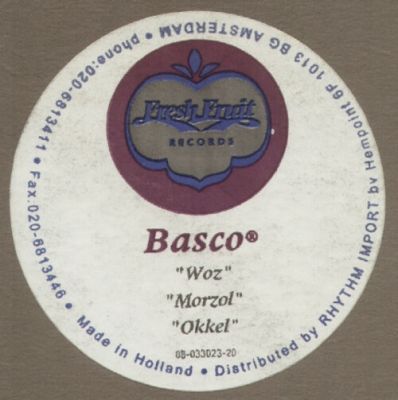 Fresh Fruit
RECORDS
Basco®
"Woz"
"Morzol"
"Okkel"
08-033023-20
Made in Holland • Distributed by RHYTHM IMPORT by Hempoint 6F 1013 BG AMSTERDAM • phone:020-6813411 • Fax:020-6813446 •